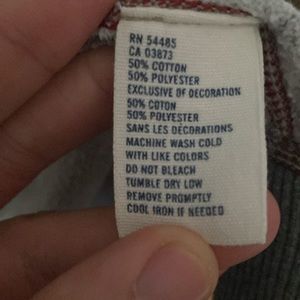 RN 54485
CA 03873
50% COTTON
50% POLYESTER
EXCLUSIVE OF DECORATION
50% COTON
50% POLYESTER
SANS LES DÉCORATIONS
MACHINE WASH COLD
WITH LIKE COLORS
DO NOT BLEACH
TUMBLE DRY LOW
REMOVE PROMPTLY
COOL IRON IF NEEDED